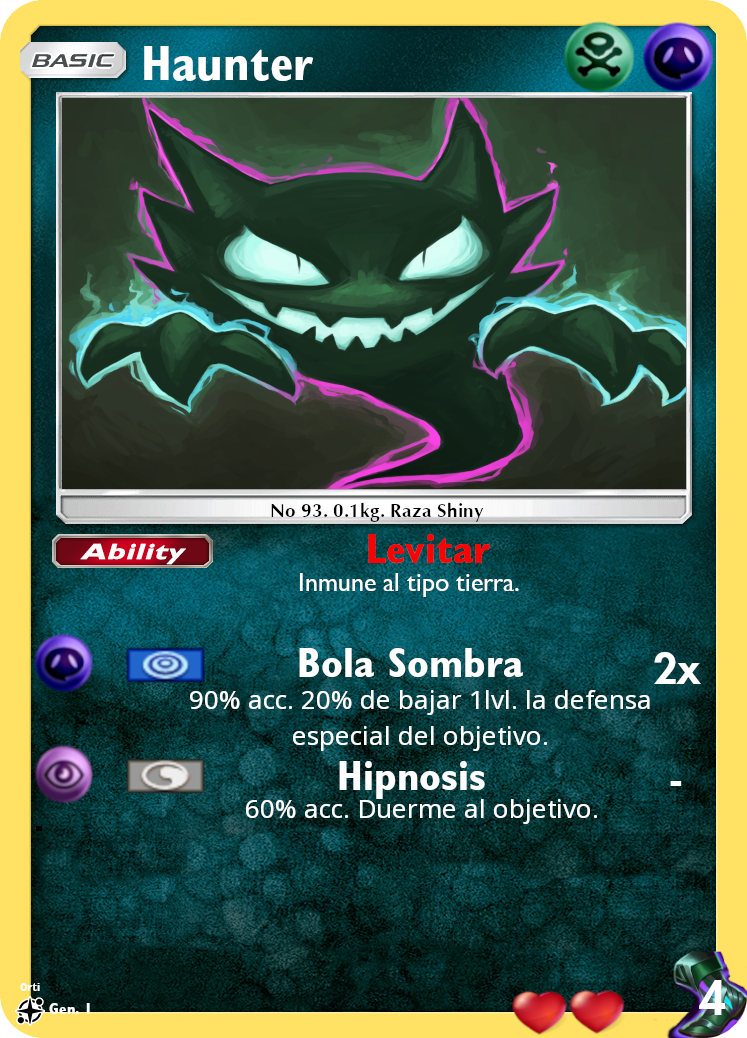 BASIC Haunter
No 93. 0.1kg. Raza Shiny
Ability Levitar
Inmune al tipo tierra.
Bola Sombra 2x
90% acc. 20% de bajar 1lvl. la defensa
especial del objetivo.
Hipnosis -
60% acc. Duerme al objetivo.
Orti
Gen. I
4